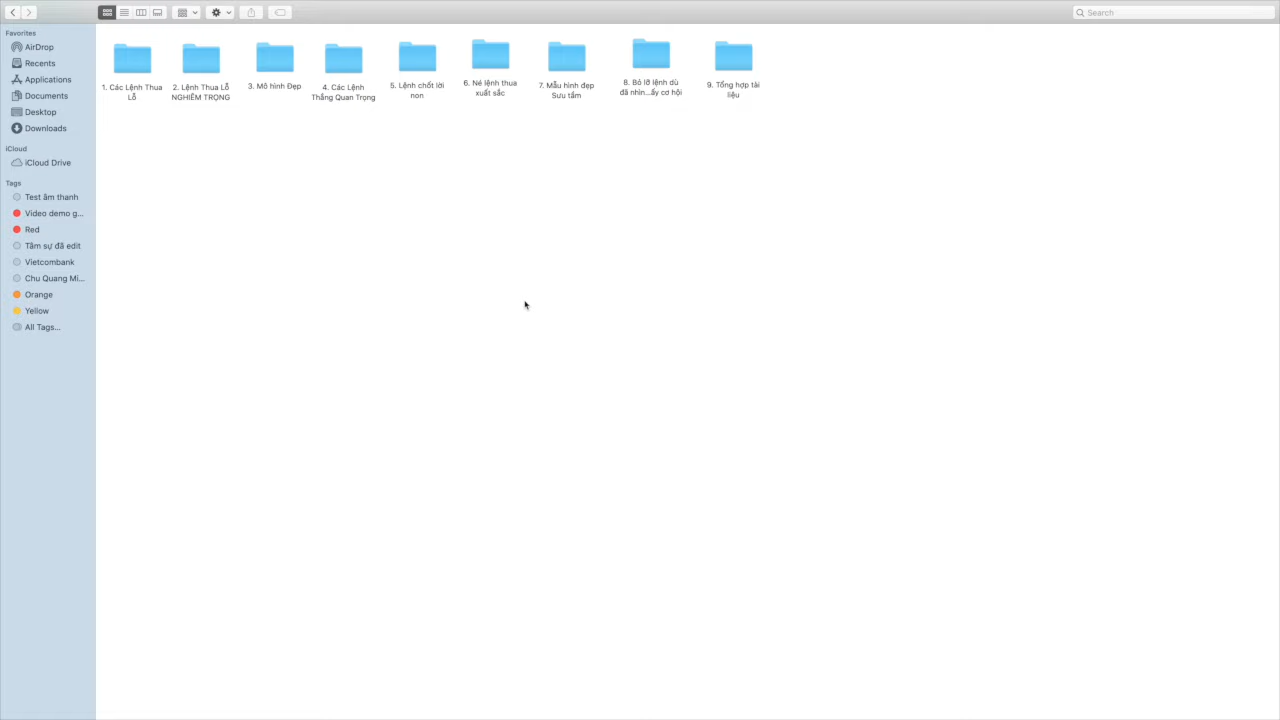 Search
Favorites
AirDrop
Recents
Applications
Documents
Desktop
Downloads
iCloud
iCloud Drive
Tags
Test âm thanh
Video demo g...
Red
Tâm sự đã edit
Vietcombank
Chu Quang Mi...
Orange
Yellow
All Tags...
1. Các Lệnh Thua
Lỗ
2. Lệnh Thua Lỗ
NGHIÊM TRỌNG
3. Mô hình Đẹp
4. Các Lệnh
Thắng Quan Trọng
5. Lệnh chốt lời
non
6. Né lệnh thua
xuất sắc
7. Mẫu hình đẹp
Sưu tầm
8. Bỏ lỡ lệnh dù
đã nhìn...ấy cơ hội
9. Tổng hợp tài
liệu